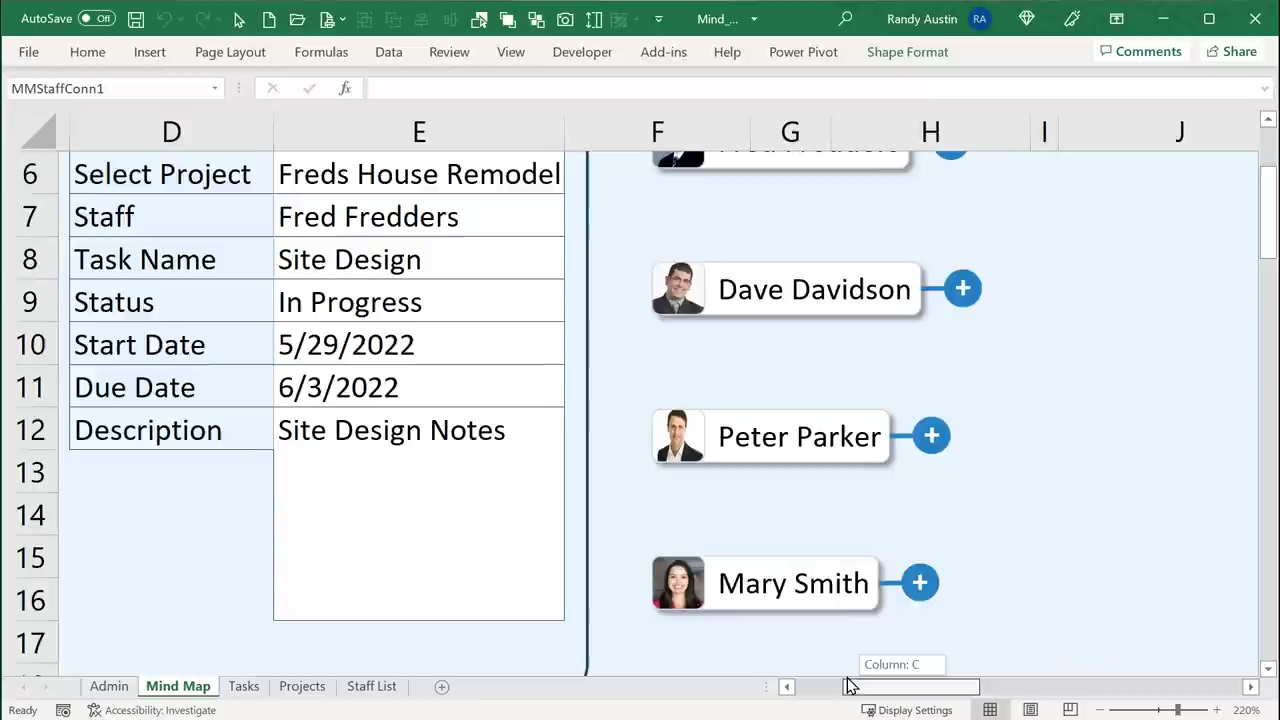 AutoSave Off Mind_... Randy Austin RA
File Home Insert Page Layout Formulas Data Review View Developer Add-ins Help Power Pivot Shape Format Comments Share
MMStaffConn1 fx
D E F G H I J
6 Select Project Freds House Remodel
7 Staff Fred Fredders
8 Task Name Site Design
9 Status In Progress
10 Start Date 5/29/2022
11 Due Date 6/3/2022
12 Description Site Design Notes
13
14
15
16
17
Dave Davidson +
Peter Parker +
Mary Smith +
Column: C
Admin Mind Map Tasks Projects Staff List
Ready Accessibility: Investigate Display Settings 220%